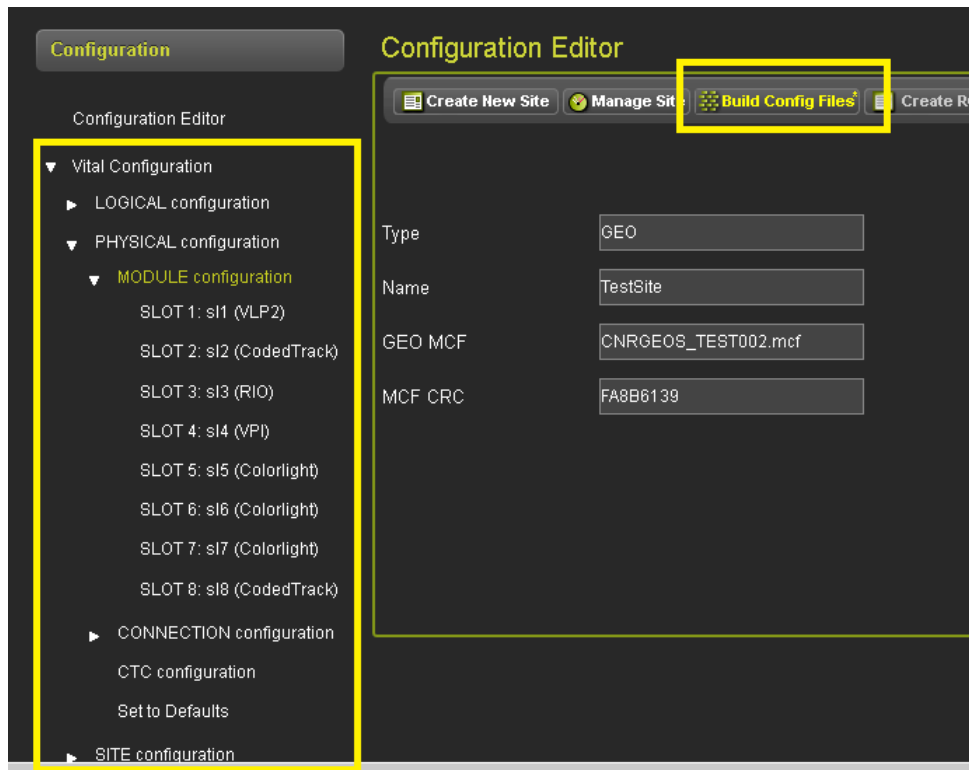 Configuration
Configuration Editor
Create New Site
Manage Site
Build Config Files*
Create R
Configuration Editor
Vital Configuration
LOGICAL configuration
PHYSICAL configuration
MODULE configuration
SLOT 1: sl1 (VLP2)
SLOT 2: sl2 (CodedTrack)
SLOT 3: sl3 (RIO)
SLOT 4: sl4 (VPI)
SLOT 5: sl5 (Colorlight)
SLOT 6: sl6 (Colorlight)
SLOT 7: sl7 (Colorlight)
SLOT 8: sl8 (CodedTrack)
CONNECTION configuration
CTC configuration
Set to Defaults
SITE configuration
Type
GEO
Name
TestSite
GEO MCF
CNRGEOS_TEST002.mcf
MCF CRC
FA8B6139